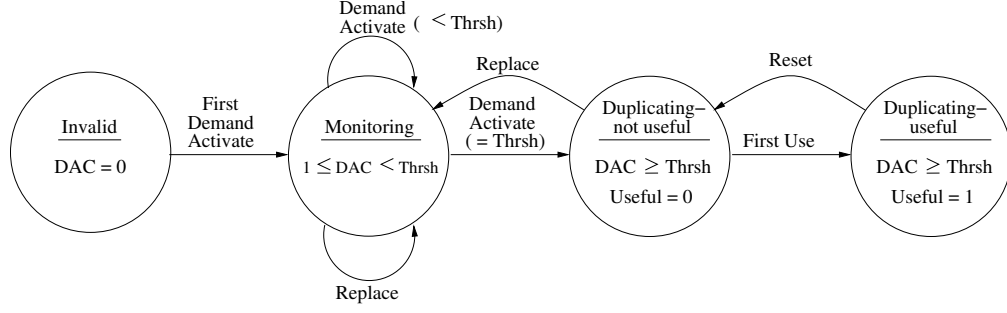 Demand
Activate ( < Thrsh)
Replace
Reset
First
Demand
Activate
Demand
Activate
( = Thrsh)
First Use
Invalid
DAC = 0
Monitoring
1 ≤ DAC < Thrsh
Duplicating–
not useful
DAC ≥ Thrsh
Useful = 0
Duplicating–
useful
DAC ≥ Thrsh
Useful = 1
Replace